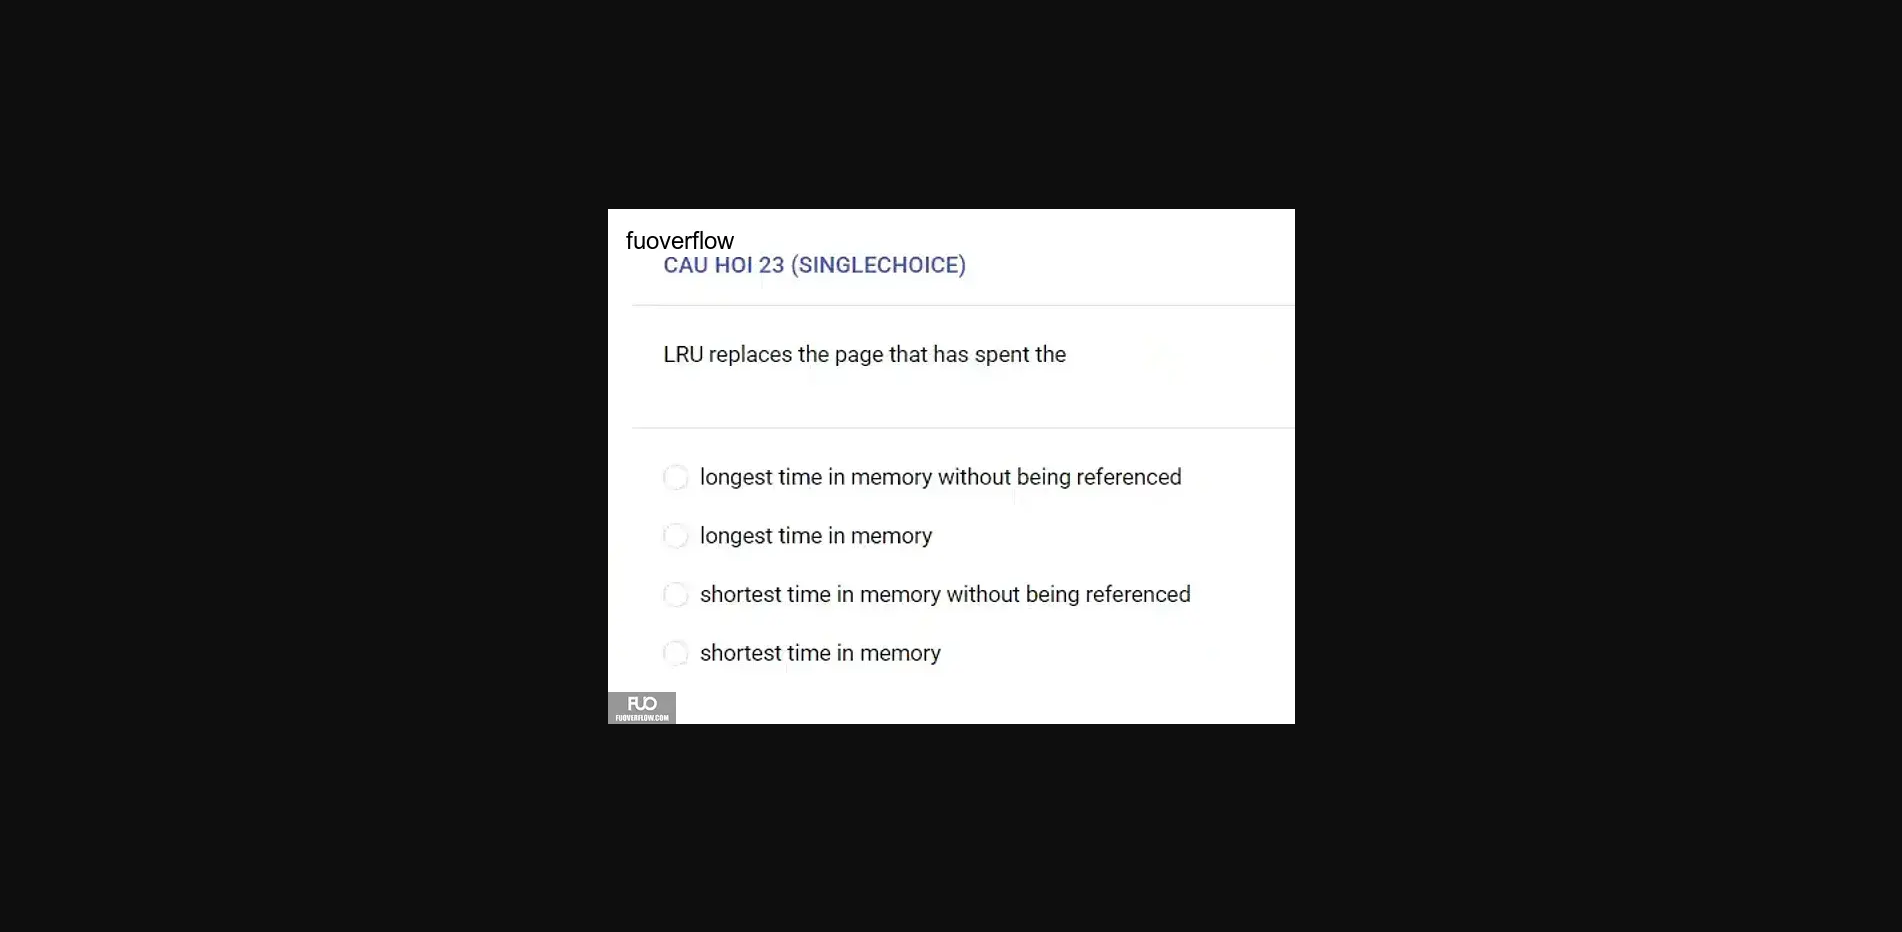 fuoverflow
CAU HOI 23 (SINGLECHOICE)
LRU replaces the page that has spent the
longest time in memory without being referenced
longest time in memory
shortest time in memory without being referenced
shortest time in memory
FUO
FUOVERFLOW.COM